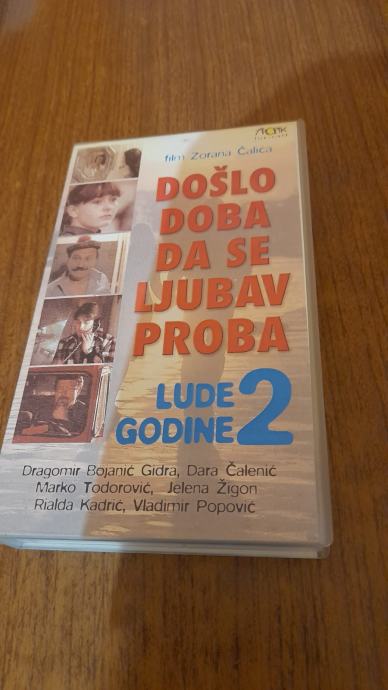 film Zorana Čalića
DOŠLO
DOBA
DA SE
LJUBAV
PROBA
LUDE
GODINE 2
Dragomir Bojanić Gidra, Dara Čalenić
Marko Todorović, Jelena Žigon
Rialda Kadrić, Vladimir Popović